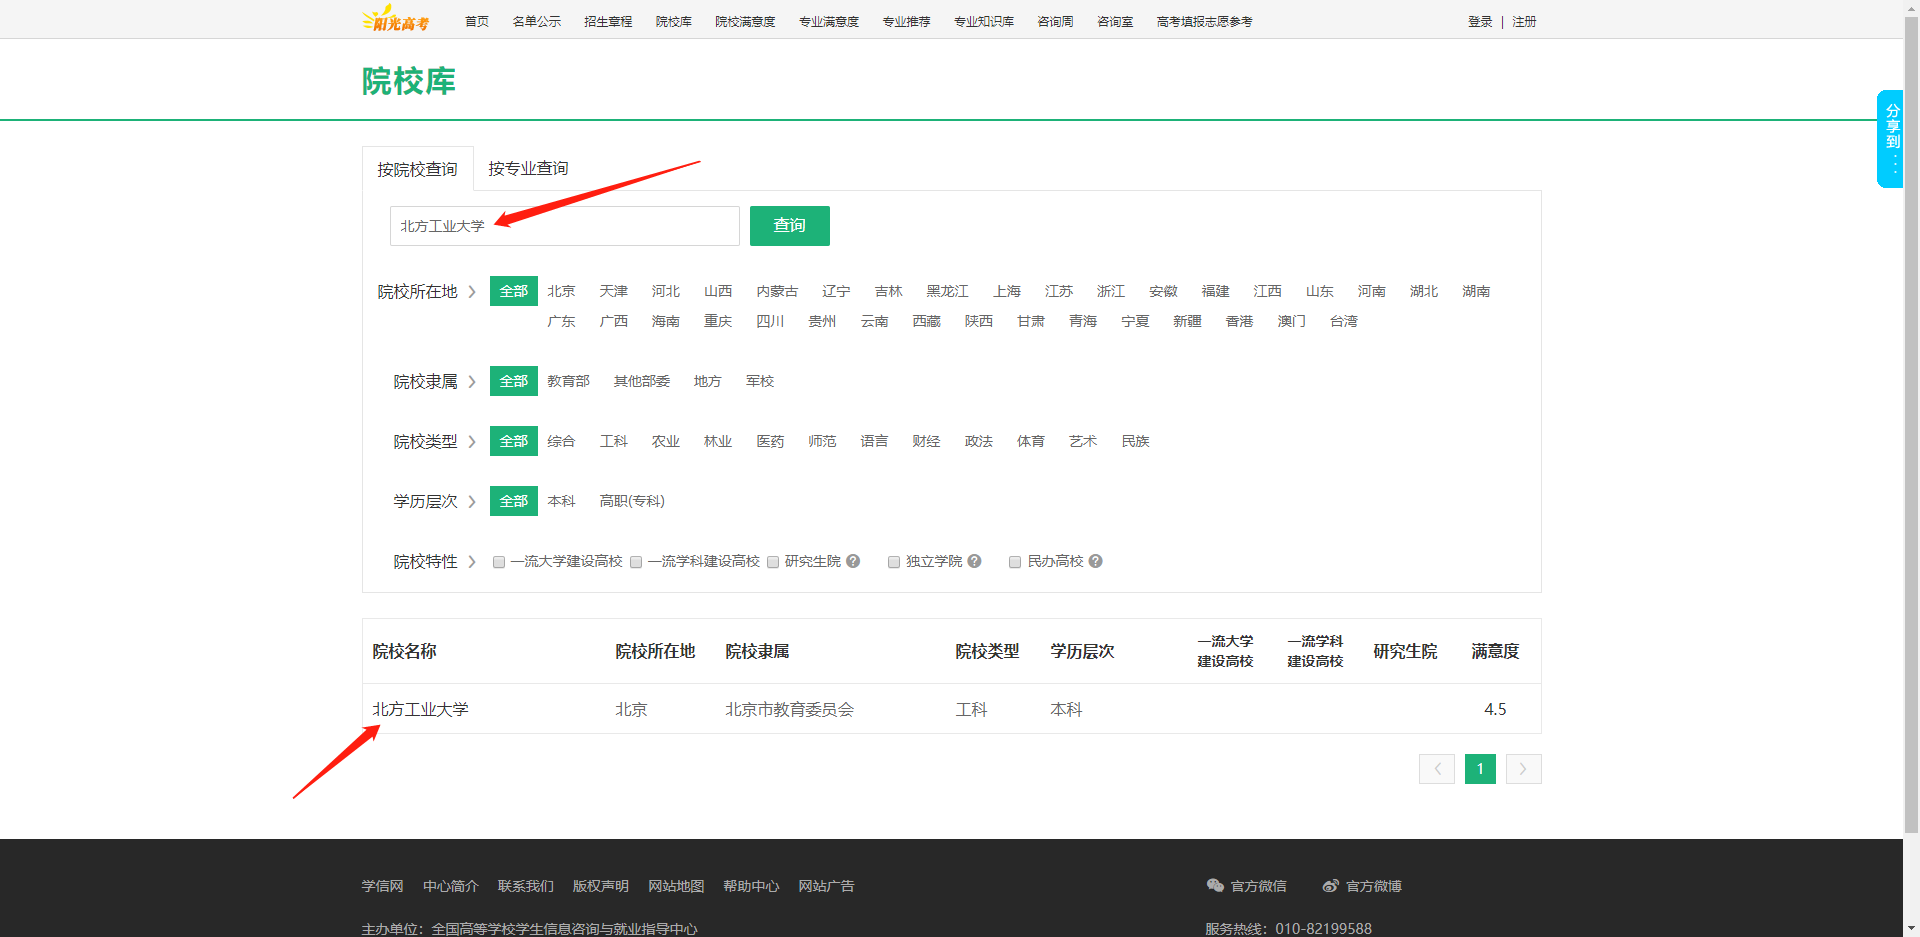 阳光高考 首页 名单公示 招生章程 院校库 院校满意度 专业满意度 专业推荐 专业知识库 咨询周 咨询室 高考填报志愿参考 登录 | 注册
院校库
分享到:
按院校查询 按专业查询
北方工业大学 查询
院校所在地 全部 北京 天津 河北 山西 内蒙古 辽宁 吉林 黑龙江 上海 江苏 浙江 安徽 福建 江西 山东 河南 湖北 湖南
广东 广西 海南 重庆 四川 贵州 云南 西藏 陕西 甘肃 青海 宁夏 新疆 香港 澳门 台湾
院校隶属 全部 教育部 其他部委 地方 军校
院校类型 全部 综合 工科 农业 林业 医药 师范 语言 财经 政法 体育 艺术 民族
学历层次 全部 本科 高职(专科)
院校特性 一流大学建设高校 一流学科建设高校 研究生院 ? 独立学院 ? 民办高校 ?
院校名称 院校所在地 院校隶属 院校类型 学历层次 一流大学建设高校 一流学科建设高校 研究生院 满意度
北方工业大学 北京 北京市教育委员会 工科 本科 4.5
1
学信网 中心简介 联系我们 版权声明 网站地图 帮助中心 网站广告 官方微信 官方微博
主办单位：全国高等学校学生信息咨询与就业指导中心 服务热线：010-82199588